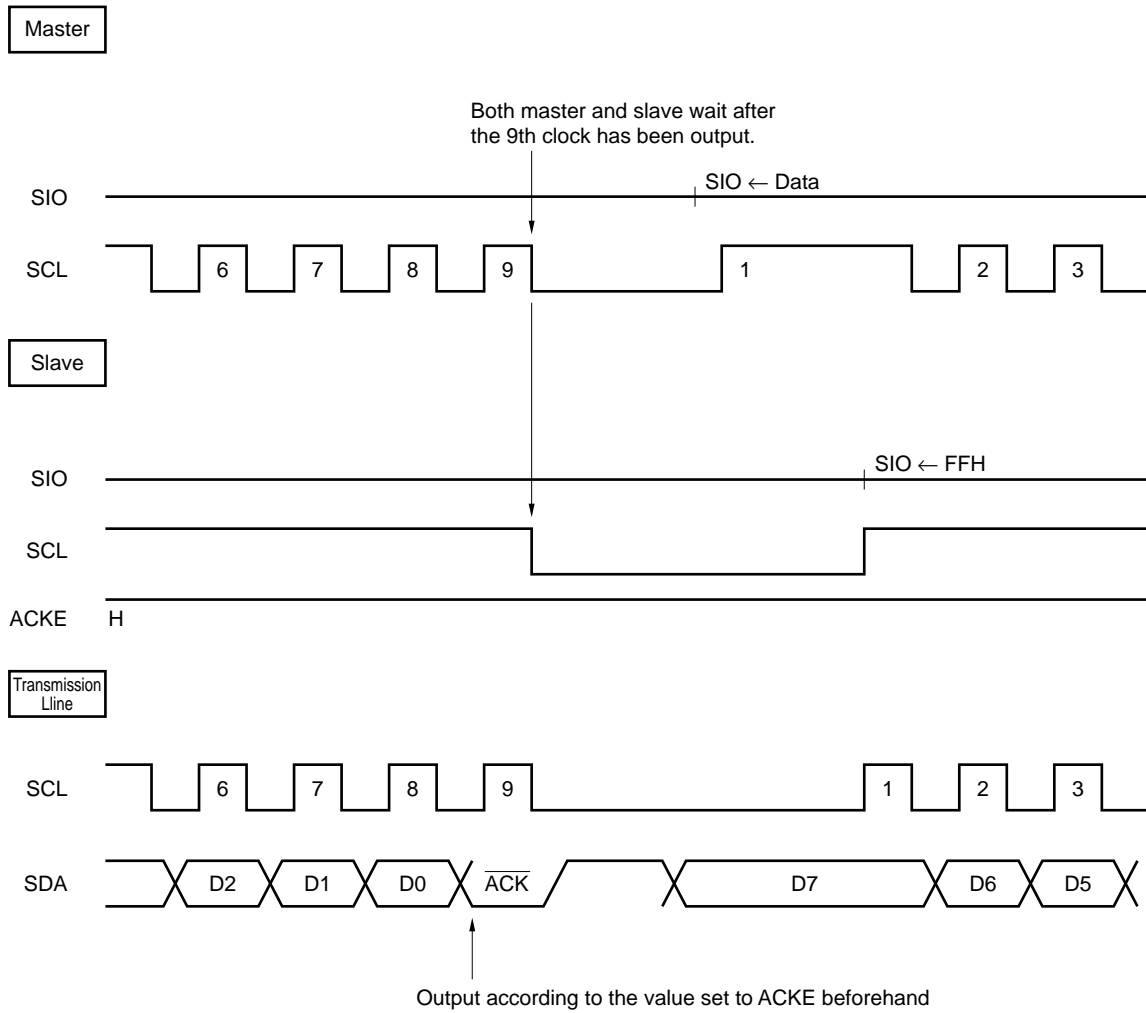 Master
Both master and slave wait after
the 9th clock has been output.
SIO ← Data
SIO
SCL
6 7 8 9 1 2 3
Slave
SIO ← FFH
SIO
SCL
ACKE H
Transmission
Lline
SCL
6 7 8 9 1 2 3
SDA
D2 D1 D0 A̅C̅K̅ D7 D6 D5
Output according to the value set to ACKE beforehand